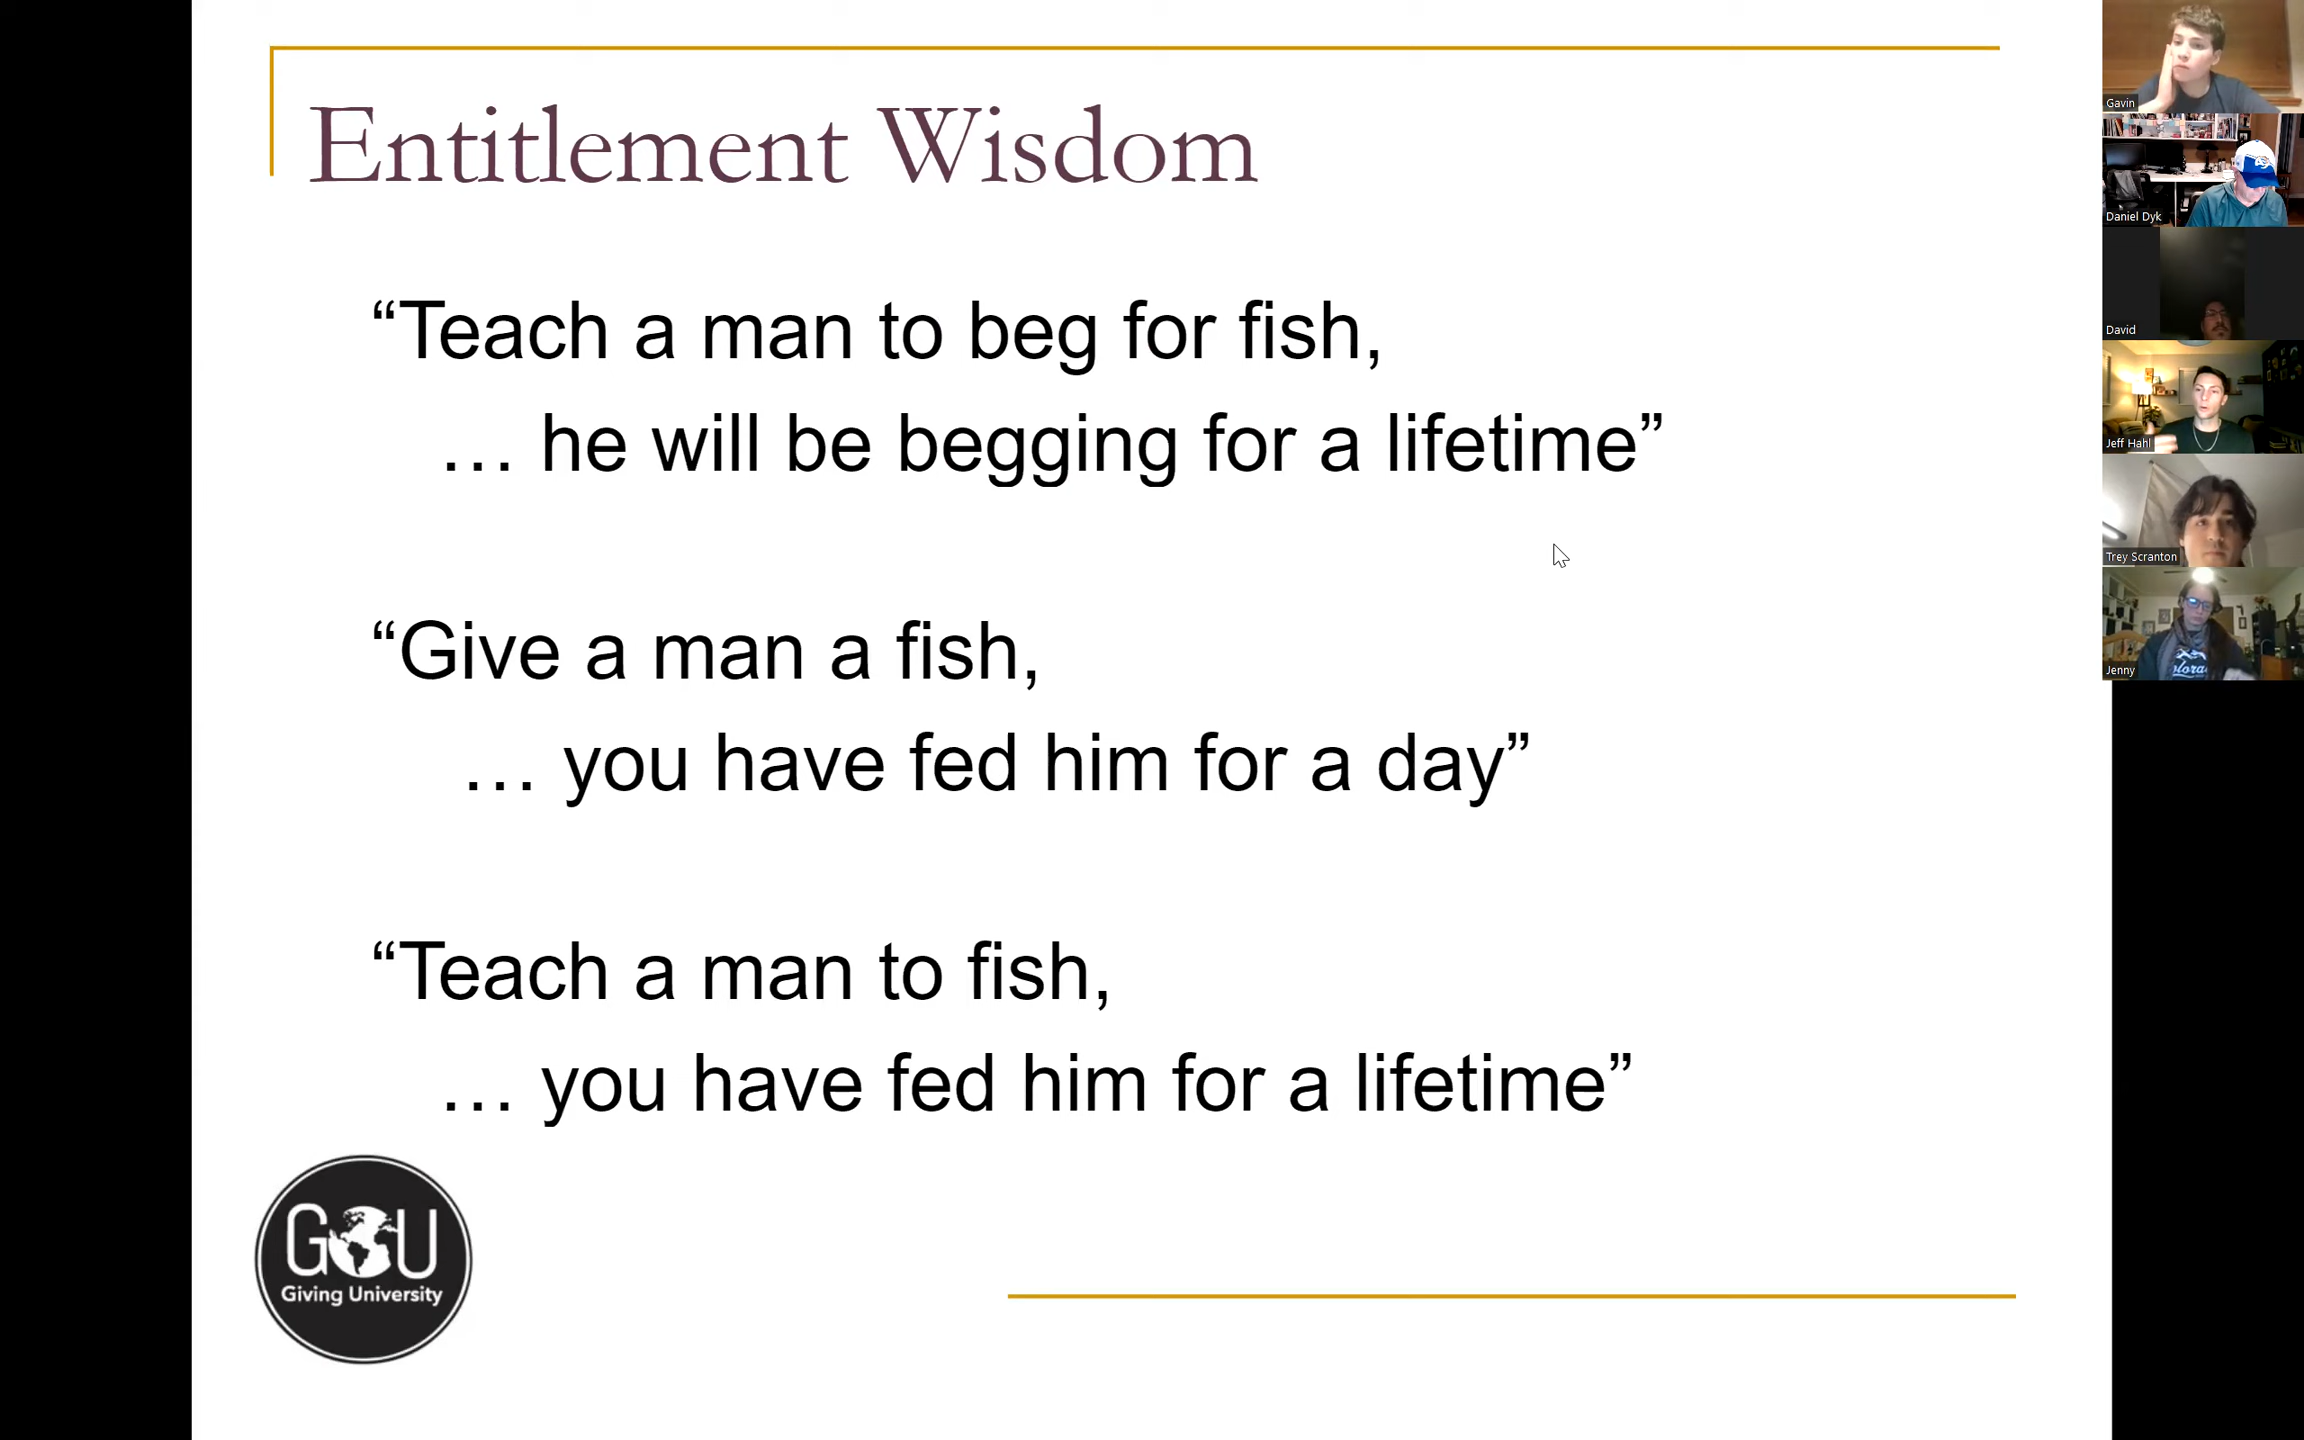 Entitlement Wisdom
“Teach a man to beg for fish,
… he will be begging for a lifetime”
“Give a man a fish,
… you have fed him for a day”
“Teach a man to fish,
… you have fed him for a lifetime”
G U
Giving University
Gavin
Daniel Dyk
David
Jeff Hahl
Trey Scranton
Jenny